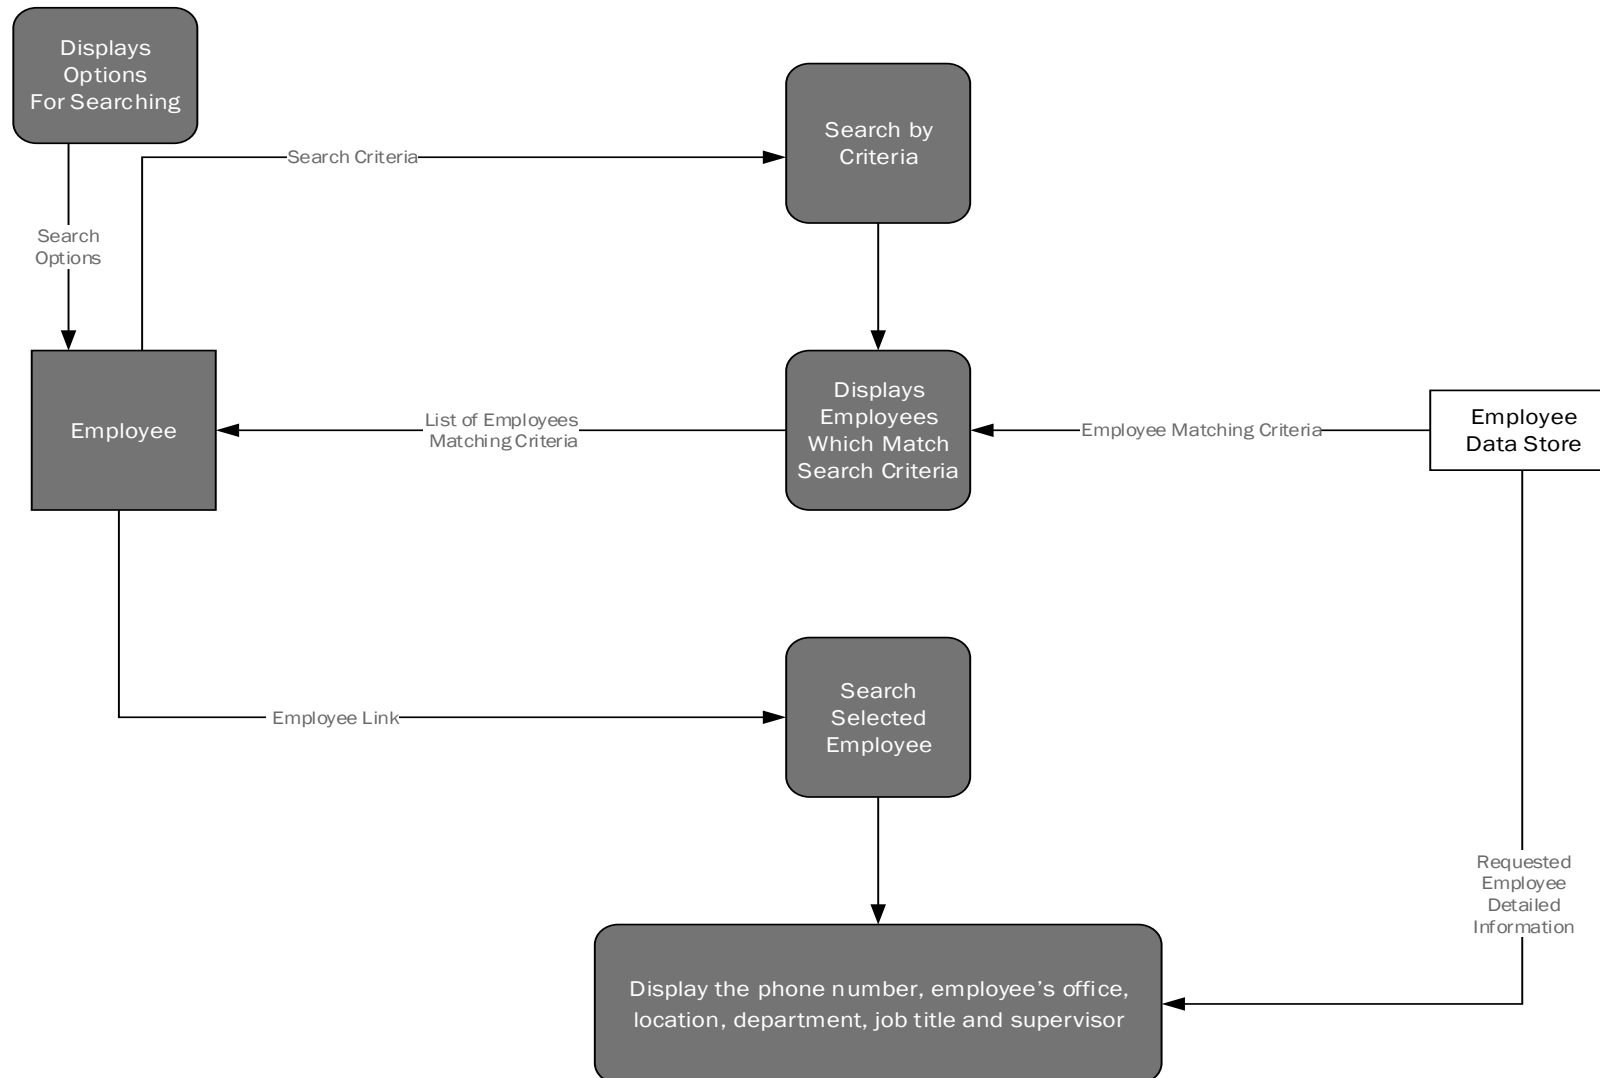 Displays
Options
For Searching
Search by
Criteria
Search Criteria
Search
Options
Employee
List of Employees
Matching Criteria
Displays
Employees
Which Match
Search Criteria
Employee Matching Criteria
Employee
Data Store
Employee Link
Search
Selected
Employee
Requested
Employee
Detailed
Information
Display the phone number, employee’s office,
location, department, job title and supervisor